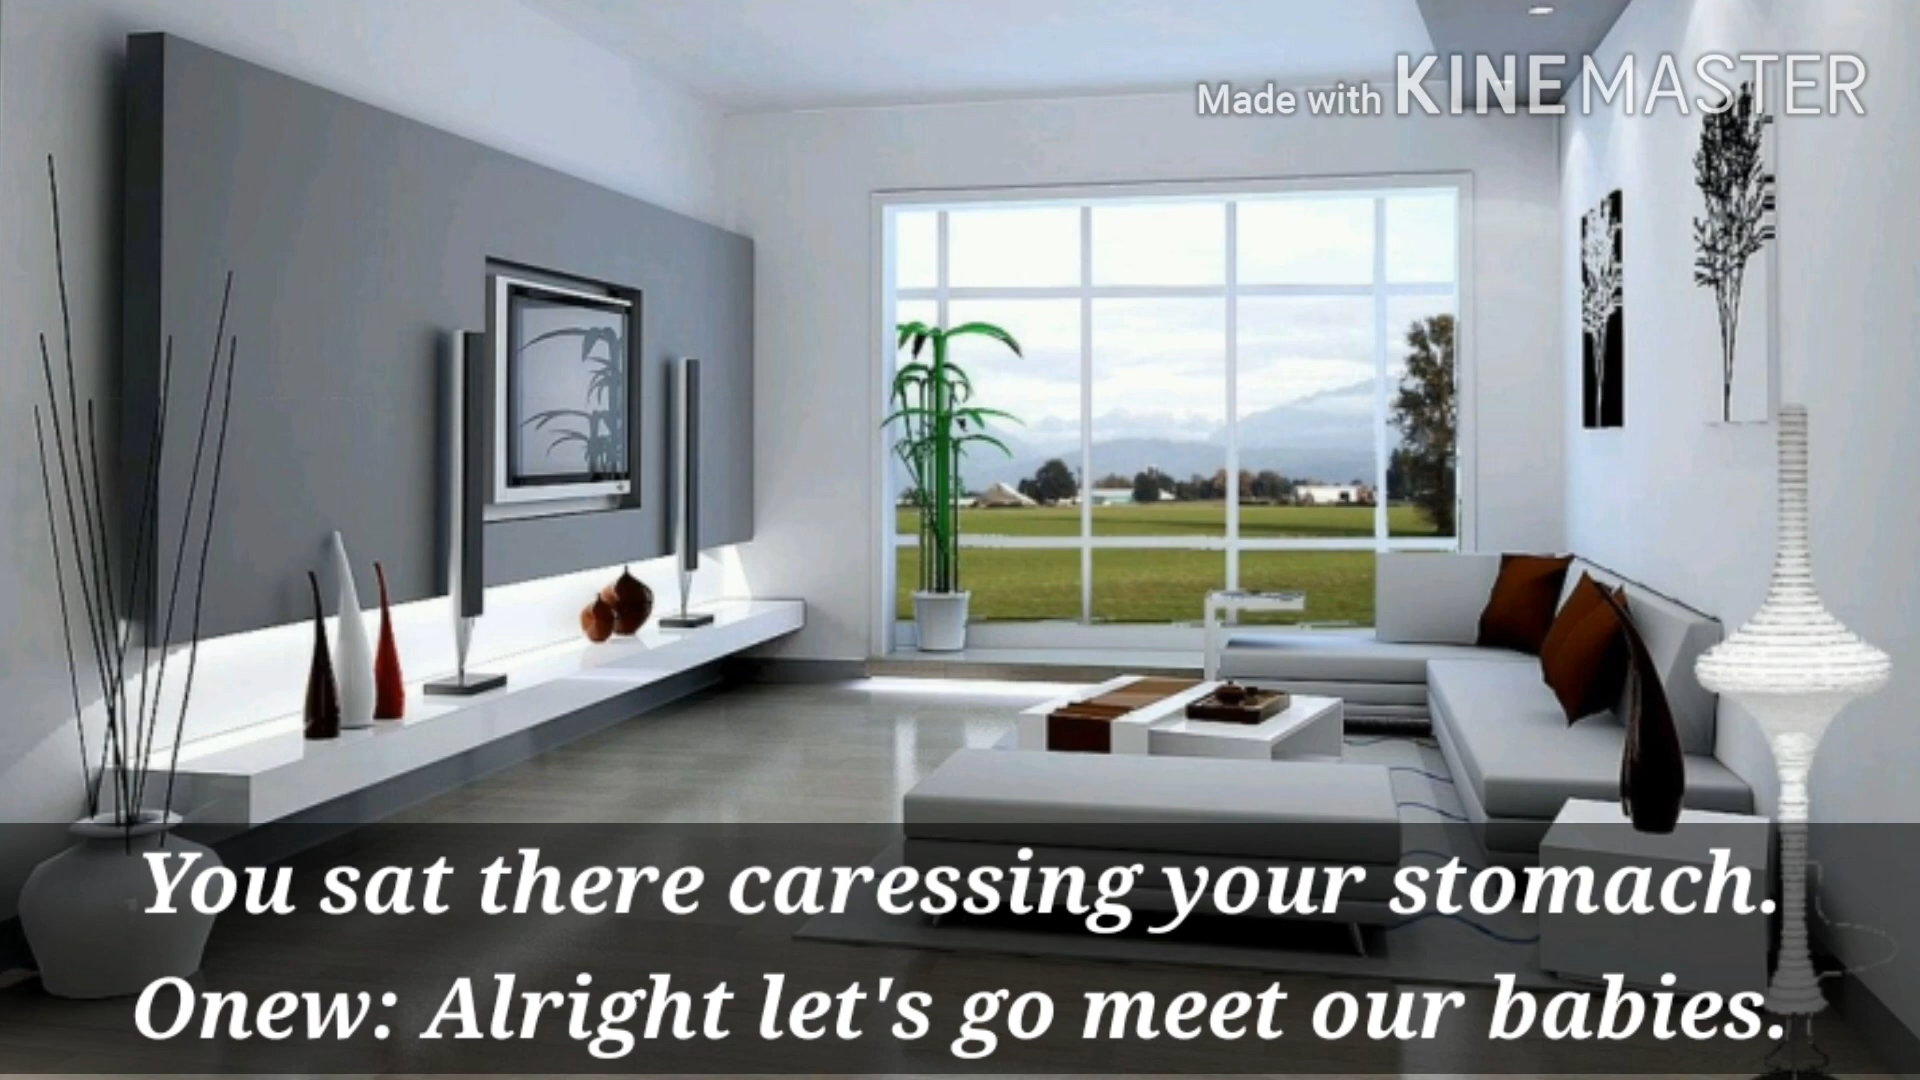 Made with KINEMASTER
You sat there caressing your stomach.
Onew: Alright let's go meet our babies.